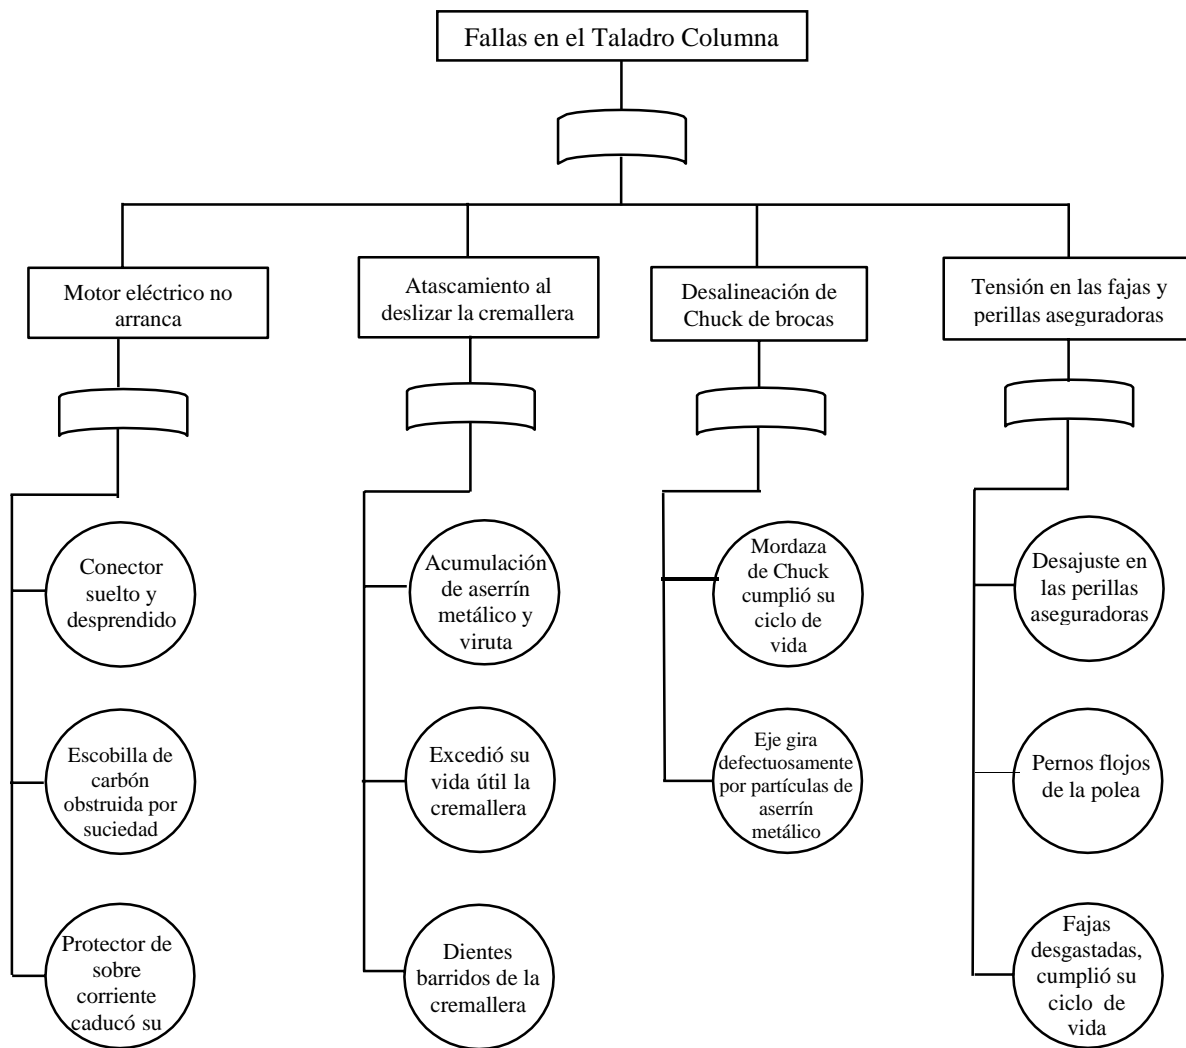 Fallas en el Taladro Columna
Motor eléctrico no
arranca
Atascamiento al
deslizar la cremallera
Desalineación de
Chuck de brocas
Tensión en las fajas y
perillas aseguradoras
Conector
suelto y
desprendido
Acumulación
de aserrín
metálico y
viruta
Mordaza
de Chuck
cumplió su
ciclo de
vida
Desajuste en
las perillas
aseguradoras
Escobilla de
carbón
obstruida por
suciedad
Excedió su
vida útil la
cremallera
Eje gira
defectuosamente
por partículas de
aserrín
metálico
Pernos flojos
de la polea
Protector de
sobre
corriente
caducó su
Dientes
barridos de la
cremallera
Fajas
desgastadas,
cumplió su
ciclo de
vida